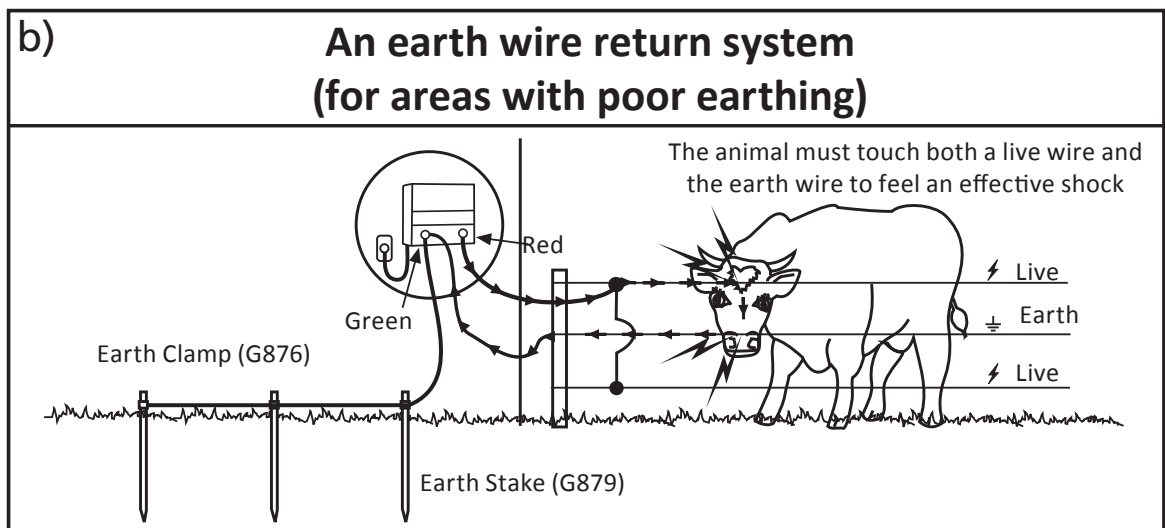 b)
An earth wire return system
(for areas with poor earthing)
The animal must touch both a live wire and
the earth wire to feel an effective shock
Red
Green
Live
Earth
Live
Earth Clamp (G876)
Earth Stake (G879)